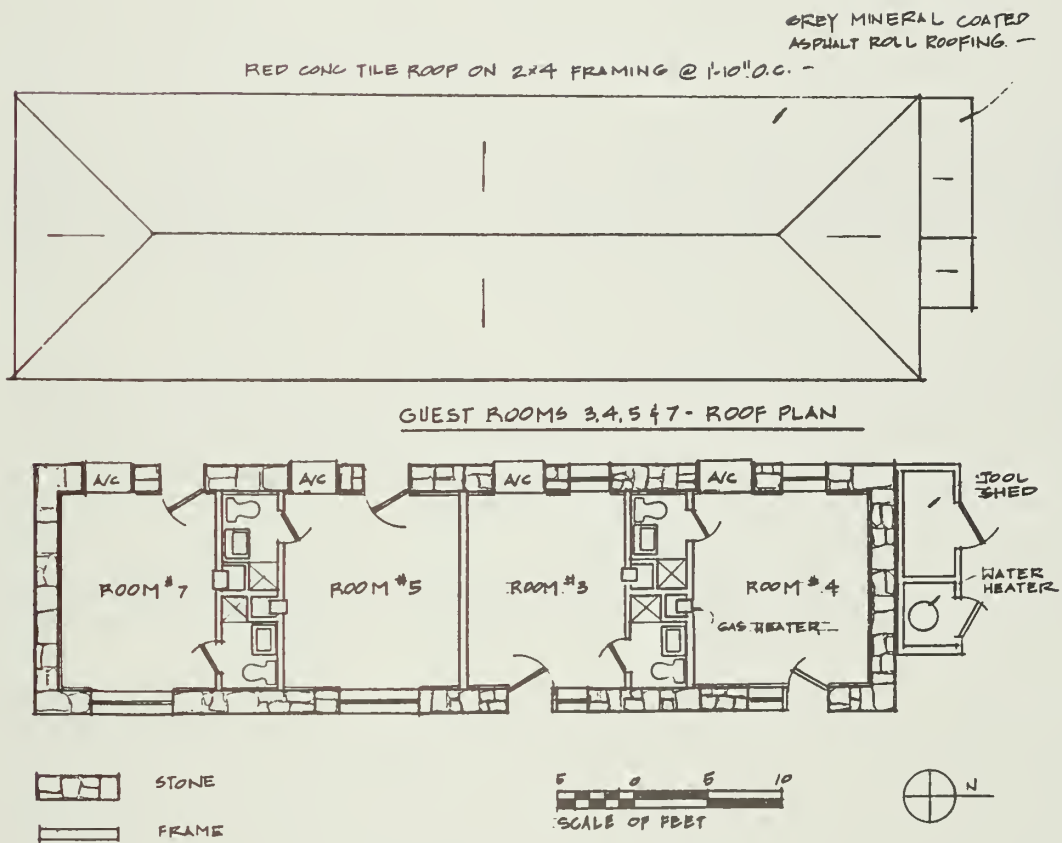 GREY MINERAL COATED
ASPHALT ROLL ROOFING.
RED CONC TILE ROOF ON 2x4 FRAMING @ 1'-10" O.C.
GUEST ROOMS 3, 4, 5 & 7 - ROOF PLAN
A/C
A/C
A/C
A/C
TOOL
SHED
ROOM #7
ROOM #5
ROOM #3
ROOM #4
WATER
HEATER
GAS HEATER
STONE
FRAME
5 0 5 10
SCALE OF FEET
N